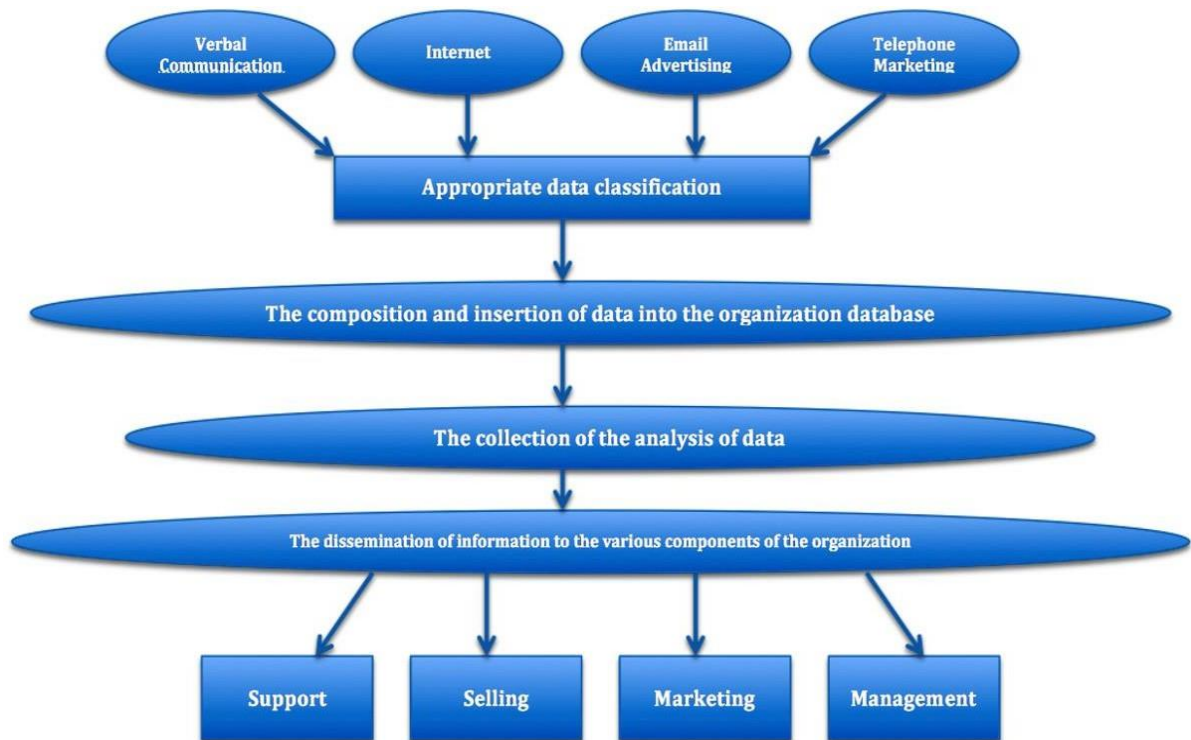 Verbal
Communication
Internet
Email
Advertising
Telephone
Marketing
Appropriate data classification
The composition and insertion of data into the organization database
The collection of the analysis of data
The dissemination of information to the various components of the organization
Support
Selling
Marketing
Management